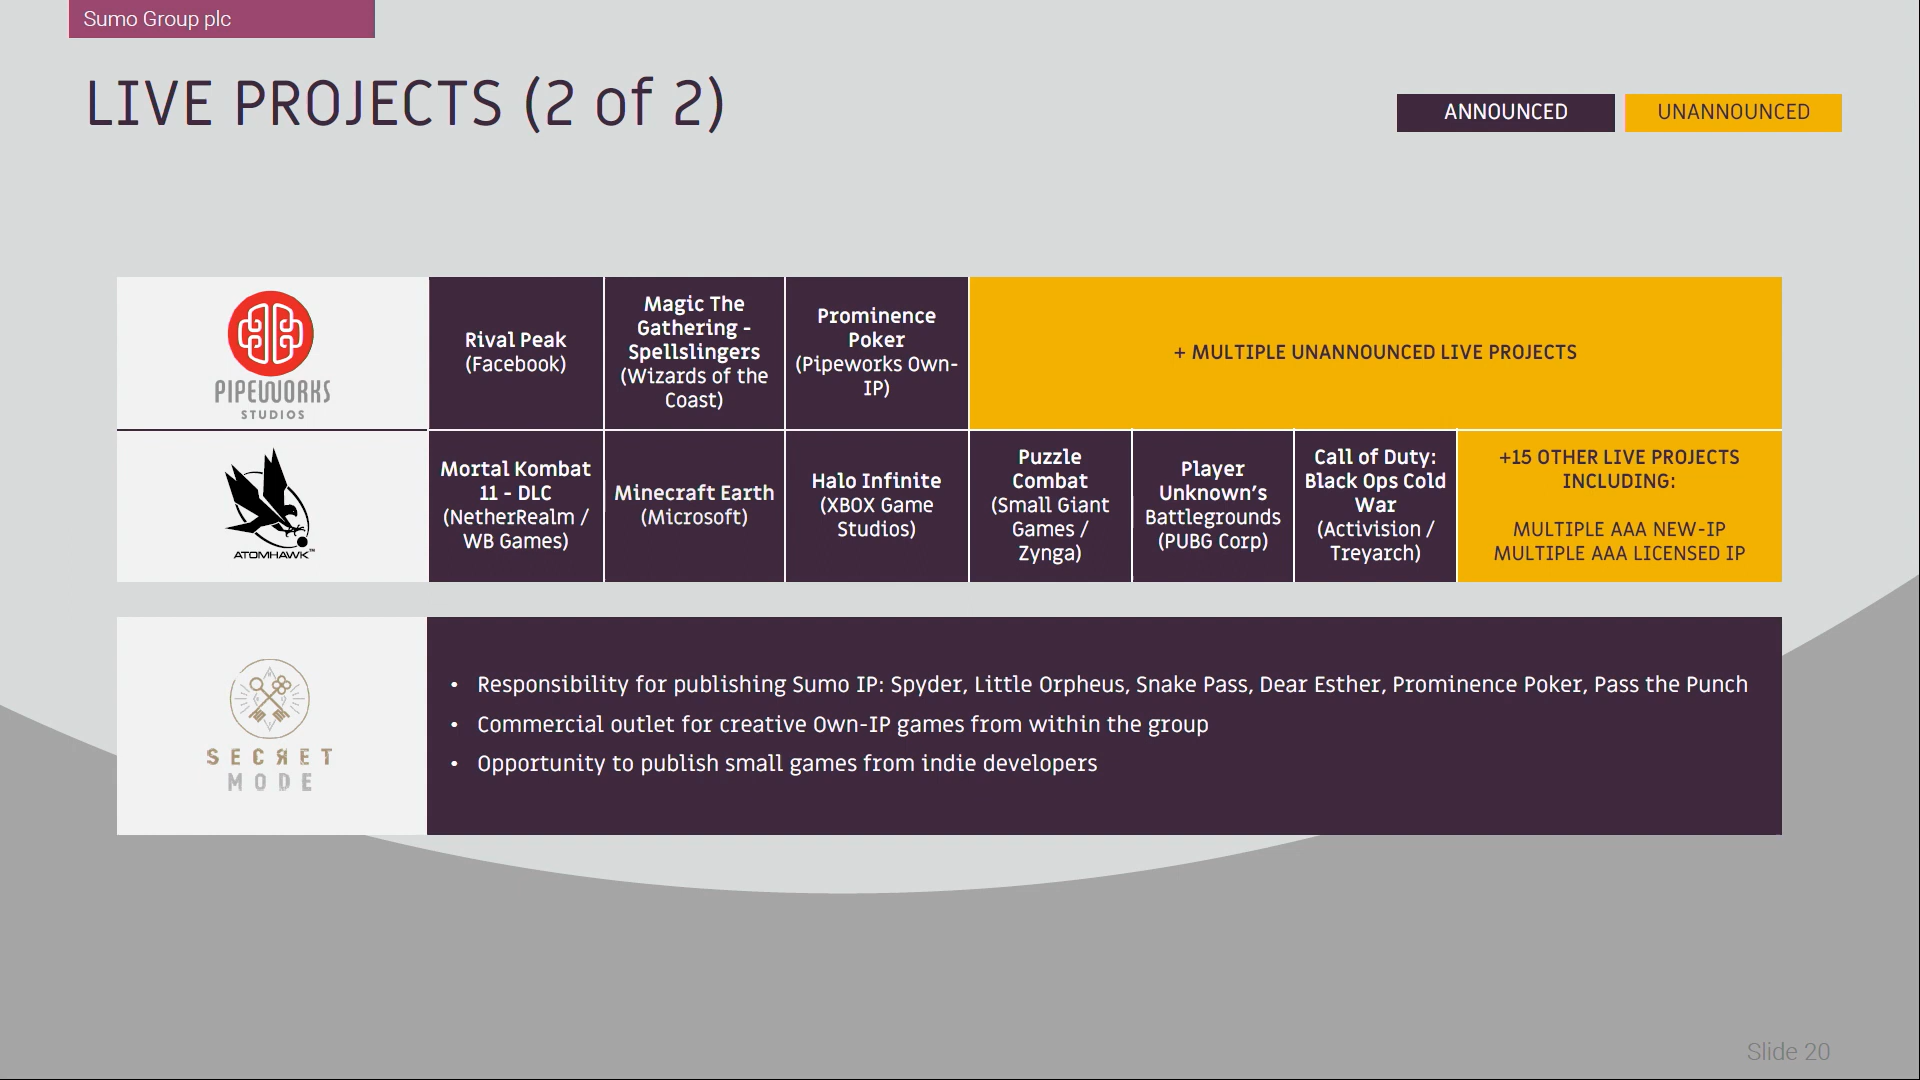 Sumo Group plc
LIVE PROJECTS (2 of 2)
ANNOUNCED
UNANNOUNCED
PIPEWORKS
STUDIOS
Rival Peak
(Facebook)
Magic The
Gathering -
Spellslingers
(Wizards of the
Coast)
Prominence
Poker
(Pipeworks Own-
IP)
+ MULTIPLE UNANNOUNCED LIVE PROJECTS
ATOMHAWK™
Mortal Kombat
11 - DLC
(NetherRealm /
WB Games)
Minecraft Earth
(Microsoft)
Halo Infinite
(XBOX Game
Studios)
Puzzle
Combat
(Small Giant
Games /
Zynga)
Player
Unknown's
Battlegrounds
(PUBG Corp)
Call of Duty:
Black Ops Cold
War
(Activision /
Treyarch)
+15 OTHER LIVE PROJECTS
INCLUDING:
MULTIPLE AAA NEW-IP
MULTIPLE AAA LICENSED IP
SECRET
MODE
• Responsibility for publishing Sumo IP: Spyder, Little Orpheus, Snake Pass, Dear Esther, Prominence Poker, Pass the Punch
• Commercial outlet for creative Own-IP games from within the group
• Opportunity to publish small games from indie developers
Slide 20